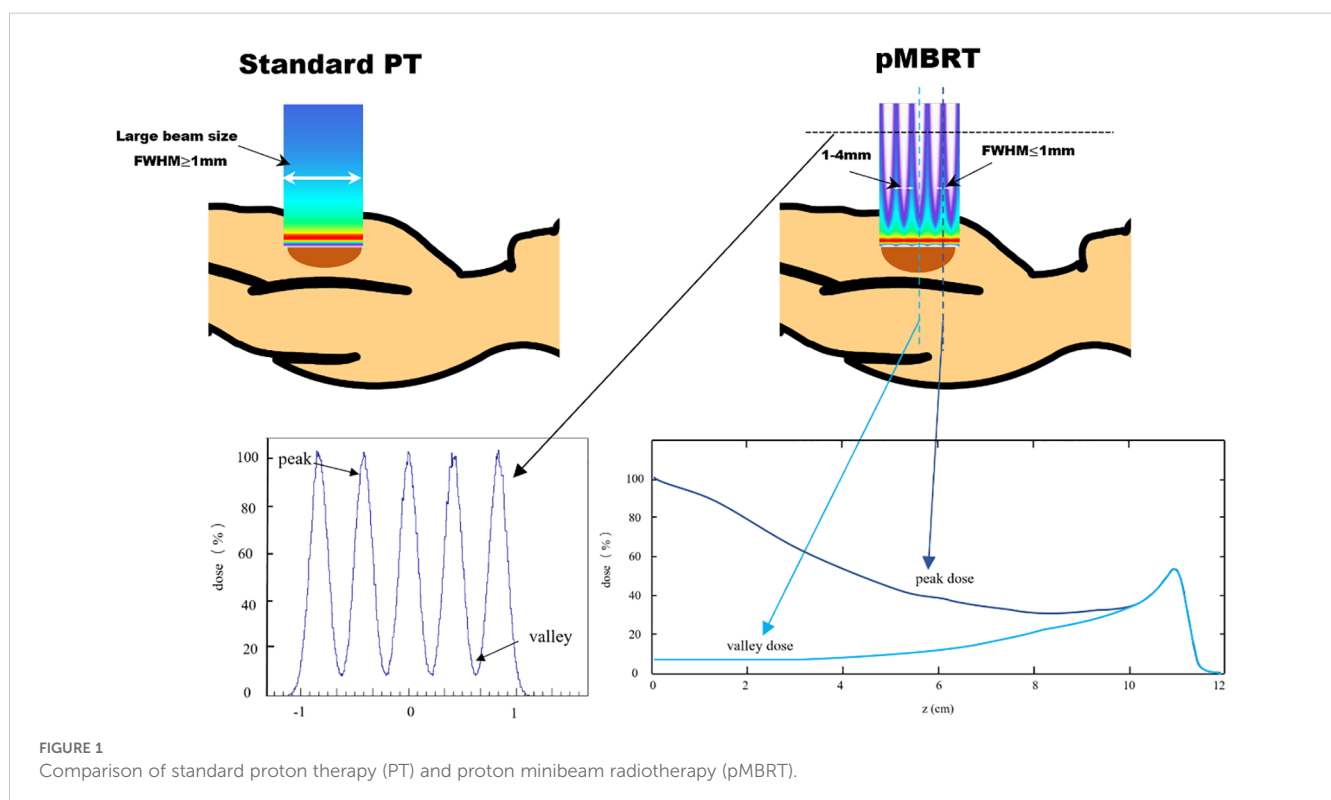 Standard PT
Large beam size
FWHM≥1mm
pMBRT
1-4mm
FWHM≤1mm
dose (%)
100
80
60
40
20
0
peak
valley
-1
0
1
dose (%)
100
80
60
40
20
0
peak dose
valley dose
0
2
4
6
8
10
12
z (cm)
FIGURE 1
Comparison of standard proton therapy (PT) and proton minibeam radiotherapy (pMBRT).